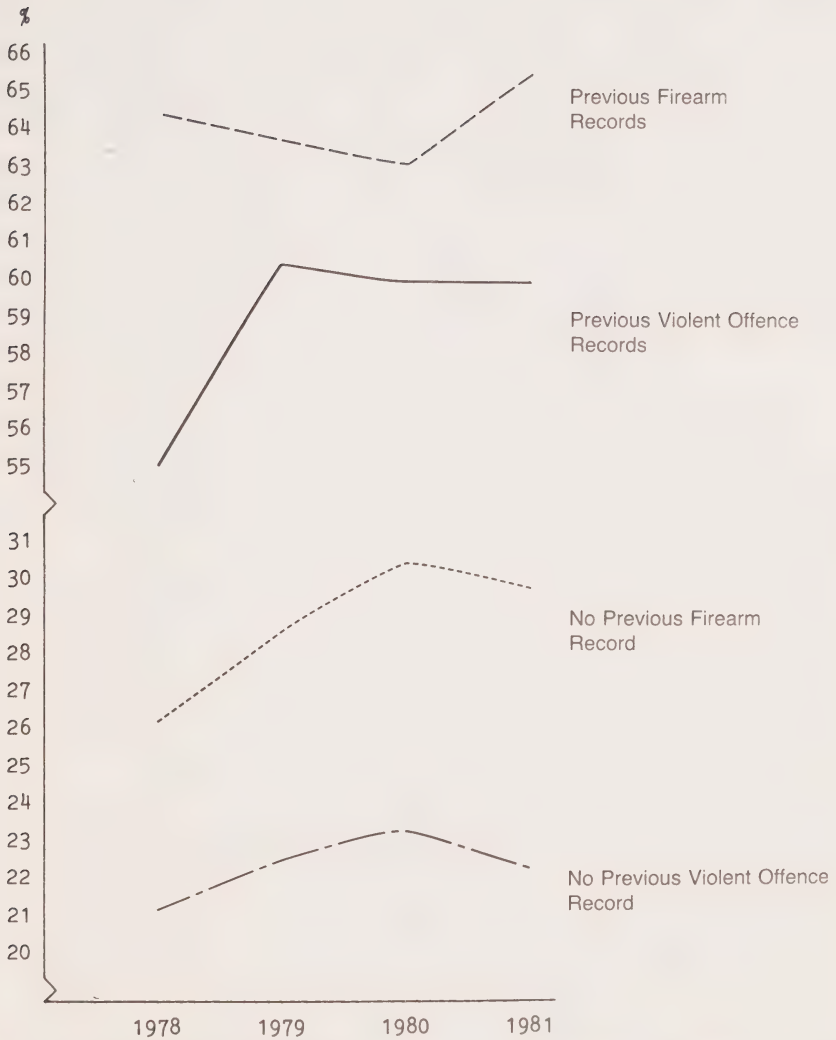 %
66
65
64
63
62
61
60
59
58
57
56
55
31
30
29
28
27
26
25
24
23
22
21
20
Previous Firearm
Records
Previous Violent Offence
Records
No Previous Firearm
Record
No Previous Violent Offence
Record
1978 1979 1980 1981